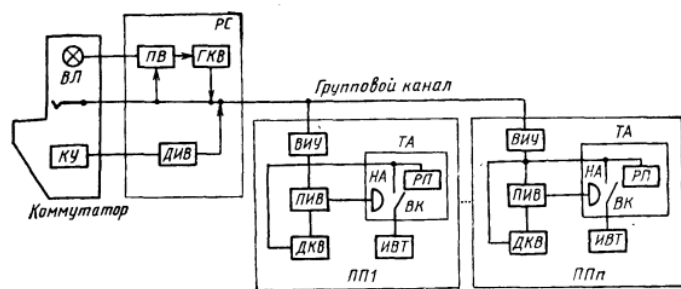 РС
ВЛ
ПВ
ГКВ
Групповой канал
КУ
ДИВ
Коммутатор
ВИУ
ТА
НА
РП
ПИВ
ВК
ДКВ
ИВТ
ПП1
ВИУ
ТА
НА
РП
ПИВ
ВК
ДКВ
ИВТ
ППn